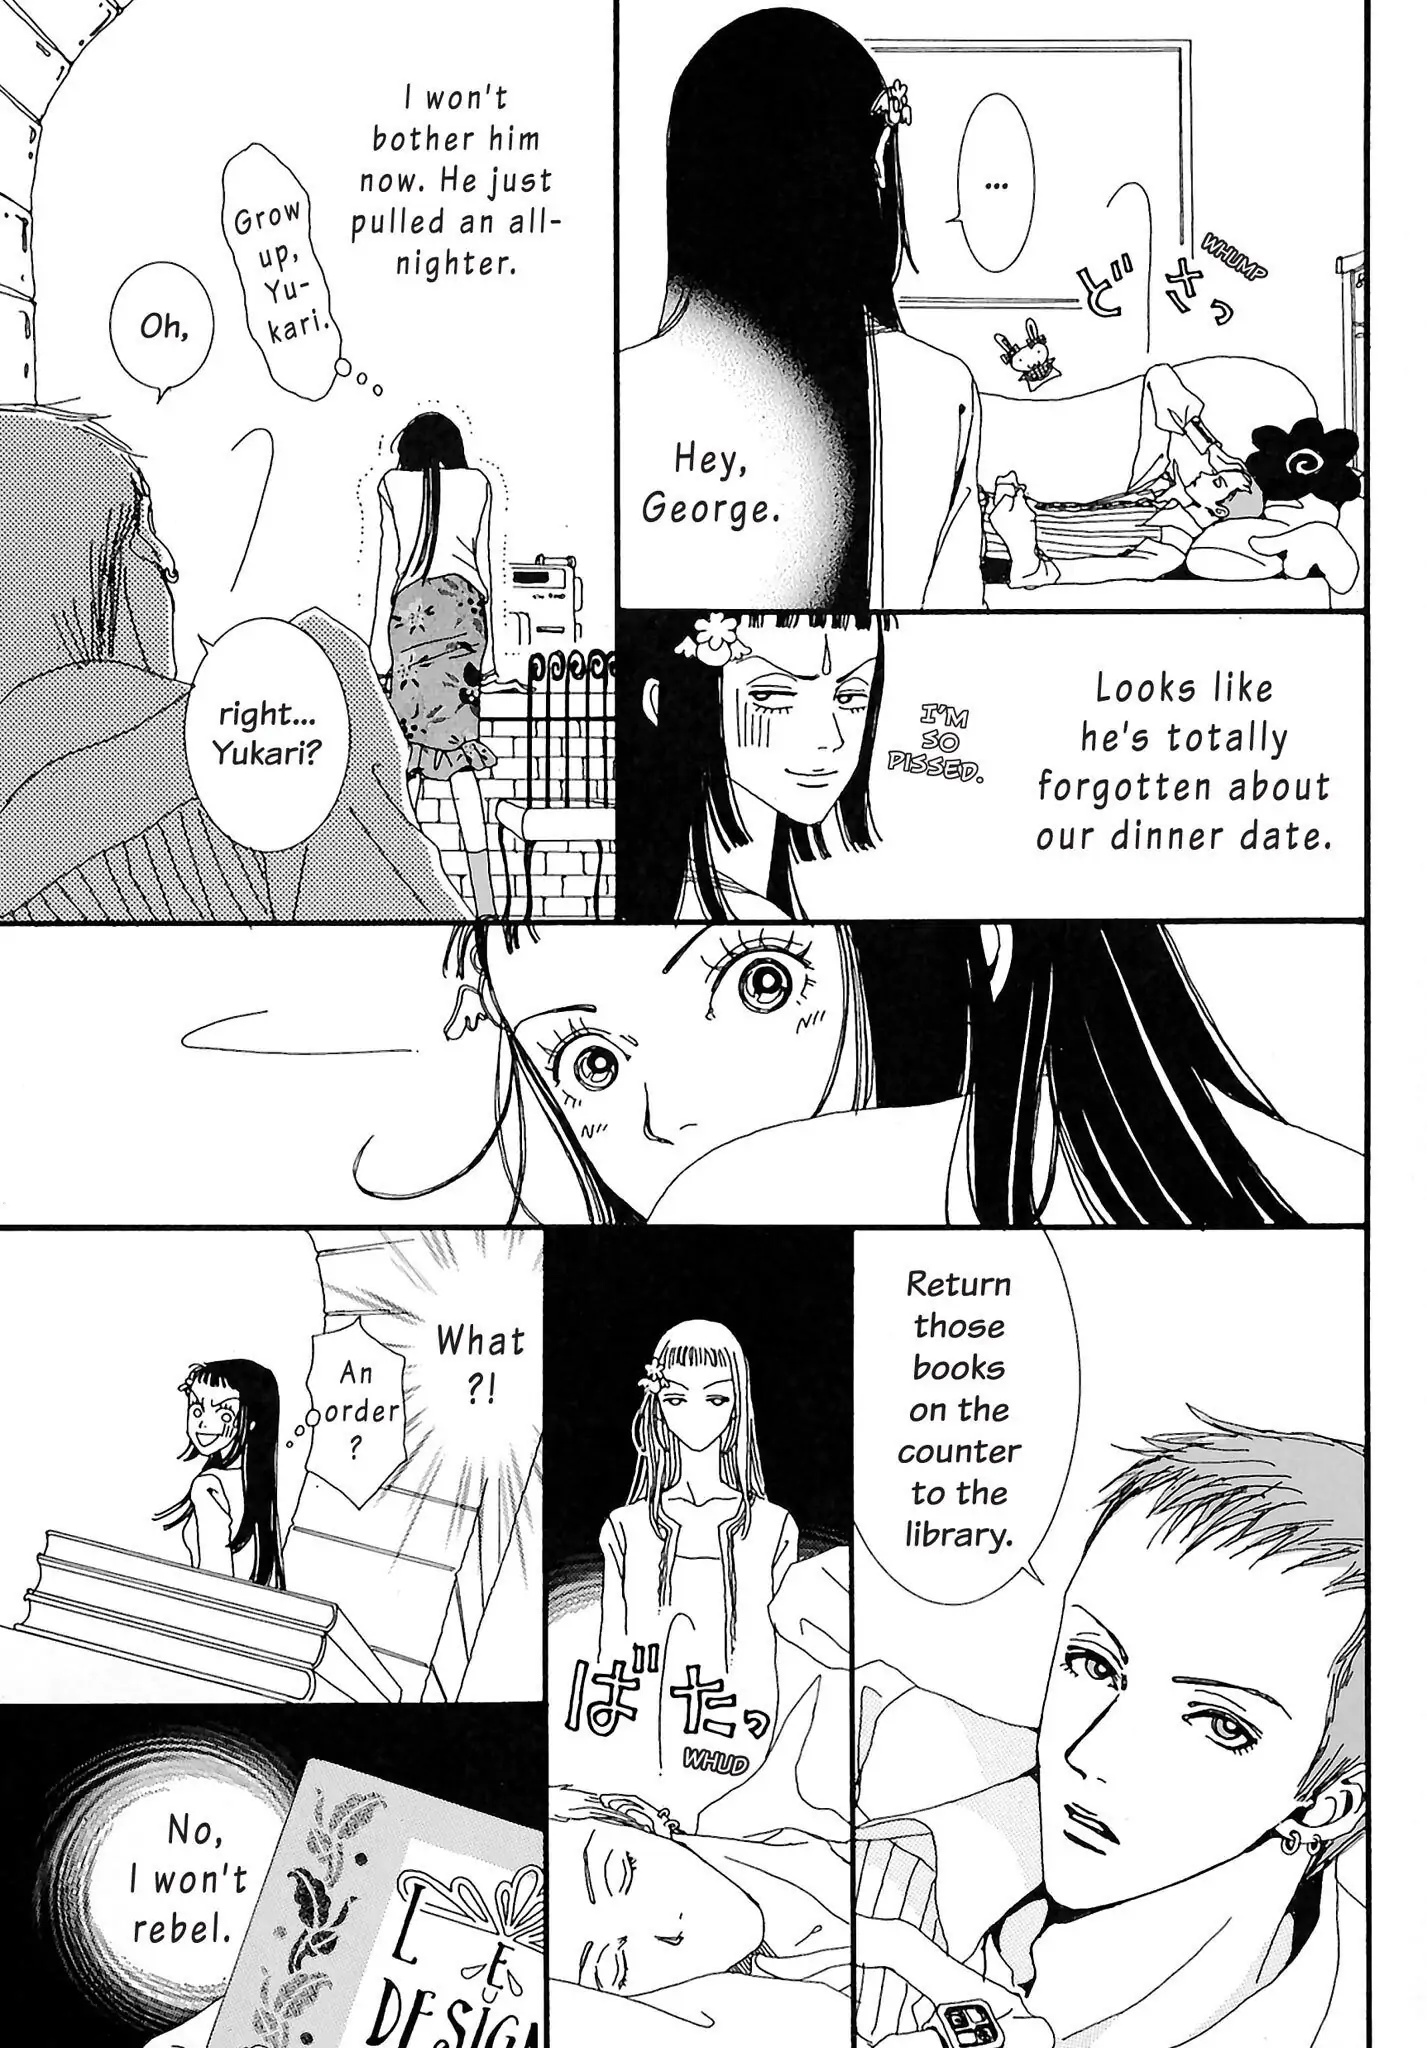 ...
どさっ
WHUMP
Hey,
George.
Looks like
he's totally
forgotten about
our dinner date.
I'M
SO
PISSED.
I won't
bother him
now. He just
pulled an all-
nighter.
Grow
up,
Yu-
kari.
Oh,
right...
Yukari?
Return
those
books
on the
counter
to the
library.
ばたっ
WHUD
What
?!
An
order
?
No,
I won't
rebel.
LE
DESIGN